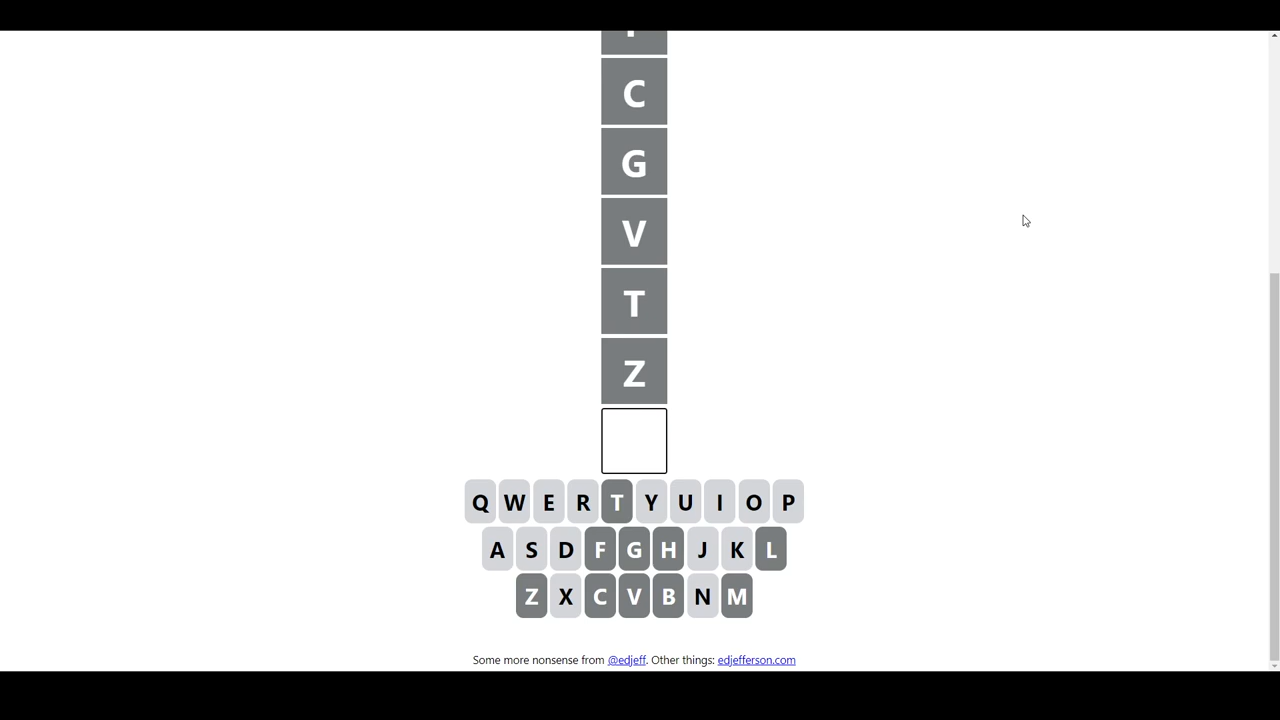 C
G
V
T
Z
Q W E R T Y U I O P
A S D F G H J K L
Z X C V B N M
Some more nonsense from @edjeff. Other things: edjefferson.com